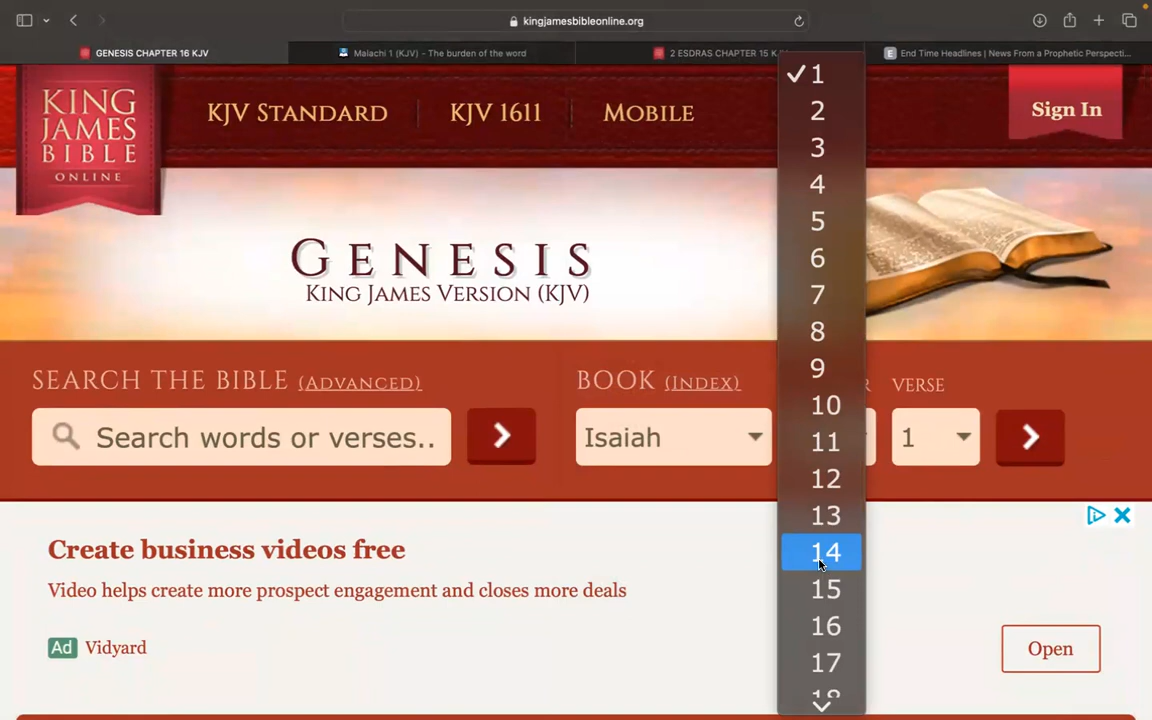 kingjamesbibleonline.org
GENESIS CHAPTER 16 KJV
Malachi 1 (KJV) - The burden of the word
2 ESDRAS CHAPTER 15 KJV
End Time Headlines | News From a Prophetic Perspecti...
KING
JAMES
BIBLE
ONLINE
KJV STANDARD
KJV 1611
MOBILE
Sign In
GENESIS
KING JAMES VERSION (KJV)
SEARCH THE BIBLE (ADVANCED)
Search words or verses..
BOOK (INDEX)
Isaiah
VERSE
1
✓ 1
2
3
4
5
6
7
8
9
10
11
12
13
14
15
16
17
18
Create business videos free
Video helps create more prospect engagement and closes more deals
Ad Vidyard
Open